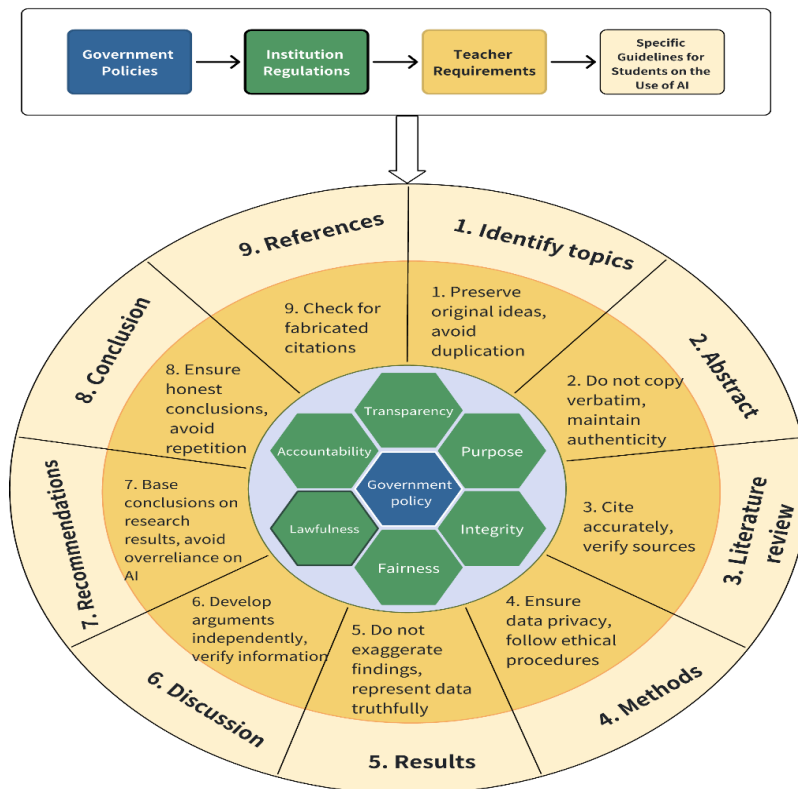 Government
Policies
Institution
Regulations
Teacher
Requirements
Specific
Guidelines for
Students on the
Use of AI
1. Identify topics
2. Abstract
3. Literature
review
4. Methods
5. Results
6. Discussion
7. Recommendations
8. Conclusion
9. References
1. Preserve
original ideas,
avoid
duplication
2. Do not copy
verbatim,
maintain
authenticity
3. Cite
accurately,
verify sources
4. Ensure
data privacy,
follow ethical
procedures
5. Do not
exaggerate
findings,
represent data
truthfully
6. Develop
arguments
independently,
verify information
7. Base
conclusions on
research
results, avoid
overreliance on
AI
8. Ensure
honest
conclusions,
avoid
repetition
9. Check for
fabricated
citations
Transparency
Purpose
Integrity
Fairness
Lawfulness
Accountability
Government
policy